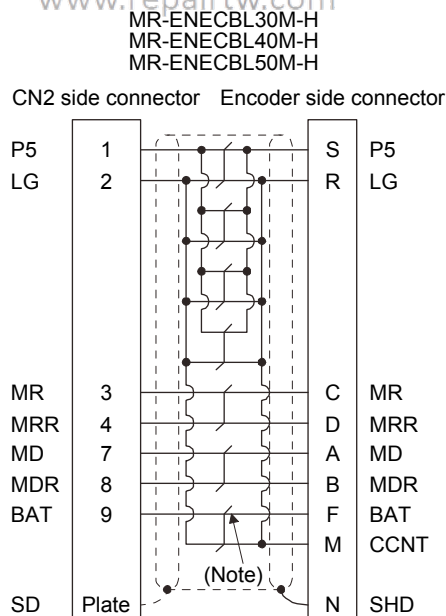 www.repairtw.com
MR-ENECBL30M-H
MR-ENECBL40M-H
MR-ENECBL50M-H
CN2 side connector Encoder side connector
P5 1 S P5
LG 2 R LG
MR 3 C MR
MRR 4 D MRR
MD 7 A MD
MDR 8 B MDR
BAT 9 F BAT
M CCNT
(Note)
SD Plate N SHD